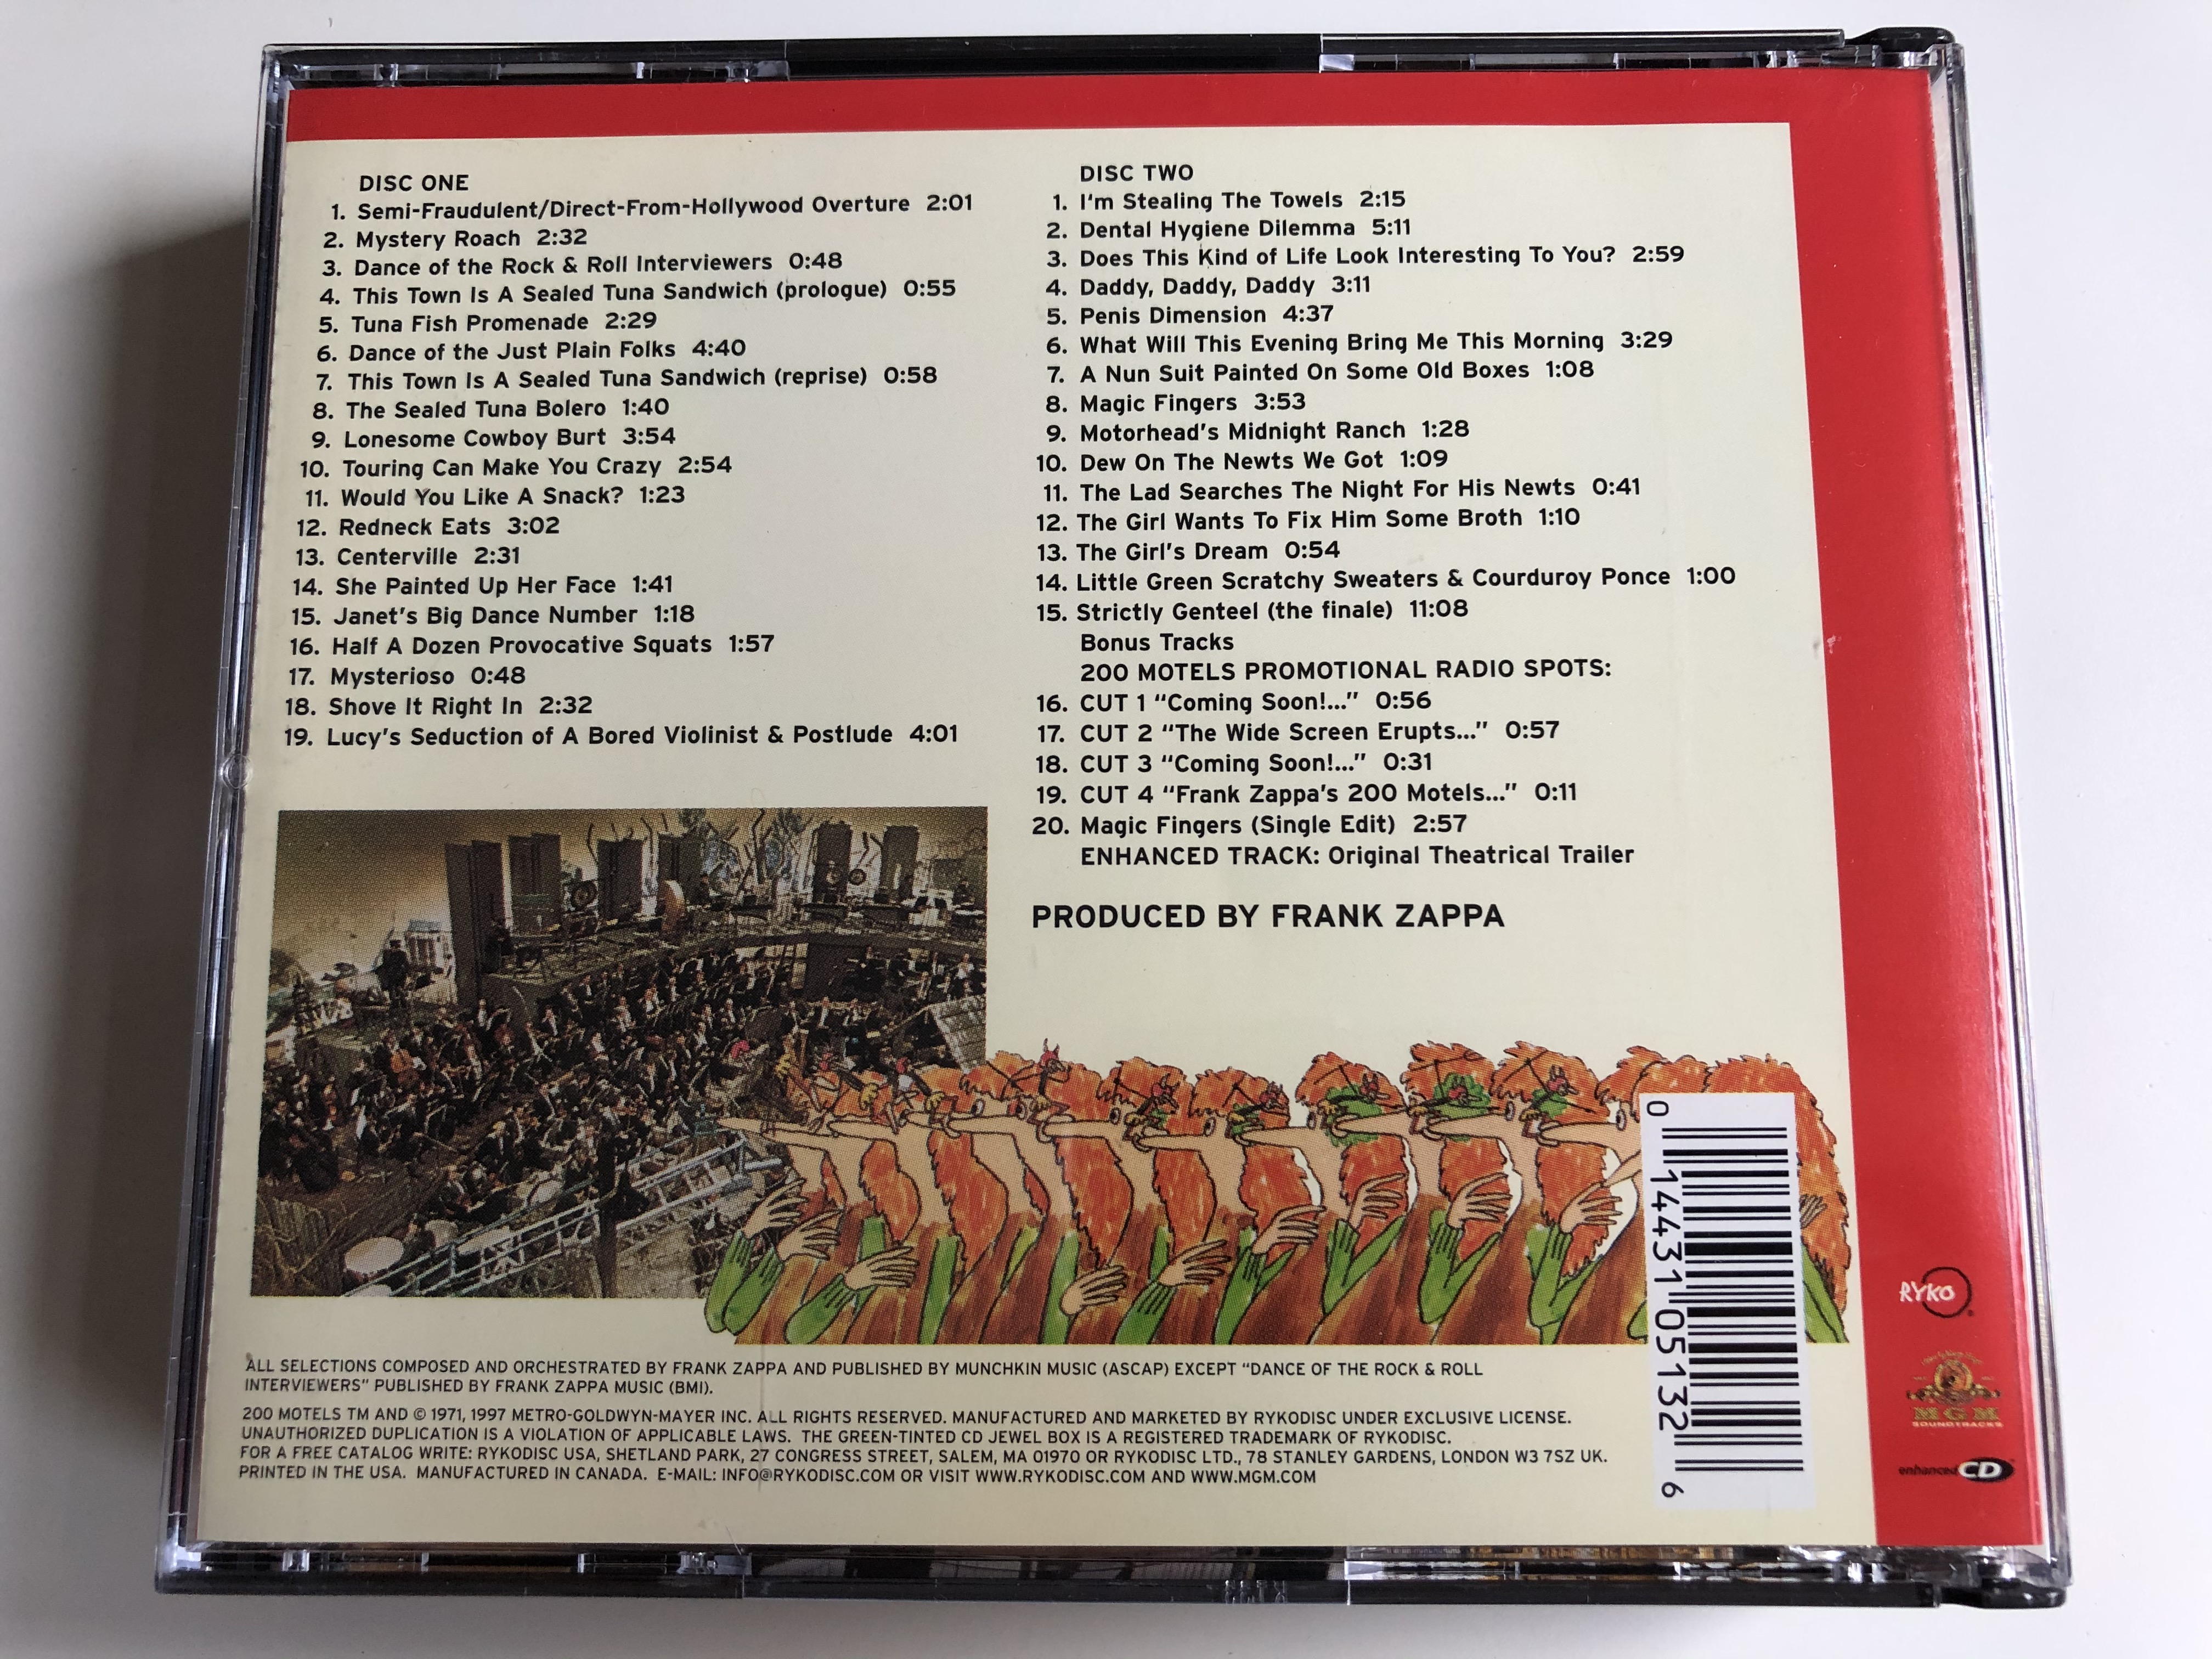 DISC ONE
1. Semi-Fraudulent/Direct-From-Hollywood Overture 2:01
2. Mystery Roach 2:32
3. Dance of the Rock & Roll Interviewers 0:48
4. This Town Is A Sealed Tuna Sandwich (prologue) 0:55
5. Tuna Fish Promenade 2:29
6. Dance of the Just Plain Folks 4:40
7. This Town Is A Sealed Tuna Sandwich (reprise) 0:58
8. The Sealed Tuna Bolero 1:40
9. Lonesome Cowboy Burt 3:54
10. Touring Can Make You Crazy 2:54
11. Would You Like A Snack? 1:23
12. Redneck Eats 3:02
13. Centerville 2:31
14. She Painted Up Her Face 1:41
15. Janet's Big Dance Number 1:18
16. Half A Dozen Provocative Squats 1:57
17. Mysterioso 0:48
18. Shove It Right In 2:32
19. Lucy's Seduction of A Bored Violinist & Postlude 4:01
DISC TWO
1. I'm Stealing The Towels 2:15
2. Dental Hygiene Dilemma 5:11
3. Does This Kind of Life Look Interesting To You? 2:59
4. Daddy, Daddy, Daddy 3:11
5. Penis Dimension 4:37
6. What Will This Evening Bring Me This Morning 3:29
7. A Nun Suit Painted On Some Old Boxes 1:08
8. Magic Fingers 3:53
9. Motorhead's Midnight Ranch 1:28
10. Dew On The Newts We Got 1:09
11. The Lad Searches The Night For His Newts 0:41
12. The Girl Wants To Fix Him Some Broth 1:10
13. The Girl's Dream 0:54
14. Little Green Scratchy Sweaters & Courduroy Ponce 1:00
15. Strictly Genteel (the finale) 11:08
Bonus Tracks
200 MOTELS PROMOTIONAL RADIO SPOTS:
16. CUT 1 "Coming Soon!..." 0:56
17. CUT 2 "The Wide Screen Erupts..." 0:57
18. CUT 3 "Coming Soon!..." 0:31
19. CUT 4 "Frank Zappa's 200 Motels..." 0:11
20. Magic Fingers (Single Edit) 2:57
ENHANCED TRACK: Original Theatrical Trailer
PRODUCED BY FRANK ZAPPA
0 14431 05132 6
RYKO
MGM
SOUNDTRACKS
enhanced CD
ALL SELECTIONS COMPOSED AND ORCHESTRATED BY FRANK ZAPPA AND PUBLISHED BY MUNCHKIN MUSIC (ASCAP) EXCEPT "DANCE OF THE ROCK & ROLL
INTERVIEWERS" PUBLISHED BY FRANK ZAPPA MUSIC (BMI).
200 MOTELS TM AND © 1971, 1997 METRO-GOLDWYN-MAYER INC. ALL RIGHTS RESERVED. MANUFACTURED AND MARKETED BY RYKODISC UNDER EXCLUSIVE LICENSE.
UNAUTHORIZED DUPLICATION IS A VIOLATION OF APPLICABLE LAWS. THE GREEN-TINTED CD JEWEL BOX IS A REGISTERED TRADEMARK OF RYKODISC.
FOR A FREE CATALOG WRITE: RYKODISC USA, SHETLAND PARK, 27 CONGRESS STREET, SALEM, MA 01970 OR RYKODISC LTD., 78 STANLEY GARDENS, LONDON W3 7SZ UK.
PRINTED IN THE USA. MANUFACTURED IN CANADA. E-MAIL: INFO@RYKODISC.COM OR VISIT WWW.RYKODISC.COM AND WWW.MGM.COM